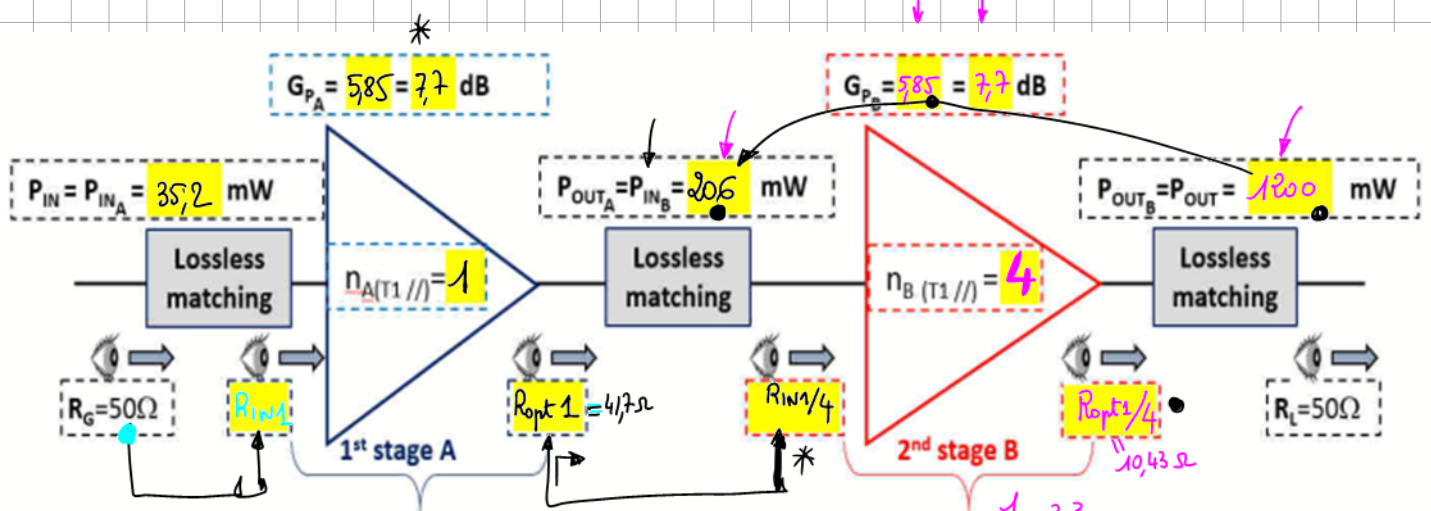 *
G_PA = 5,85 = 7,7 dB
G_PB = 5,85 = 7,7 dB
P_IN = P_INA = 35,2 mW
P_OUTA = P_INB = 206 mW
P_OUTB = P_OUT = 1200 mW
Lossless matching
n_A(T1 //) = 1
Lossless matching
n_B (T1 //) = 4
Lossless matching
R_G=50Ω
R_IN1
Ropt 1 = 41,7 Ω
R_IN1/4
Ropt1/4
R_L=50Ω
1st stage A
*
2nd stage B
10,43 Ω